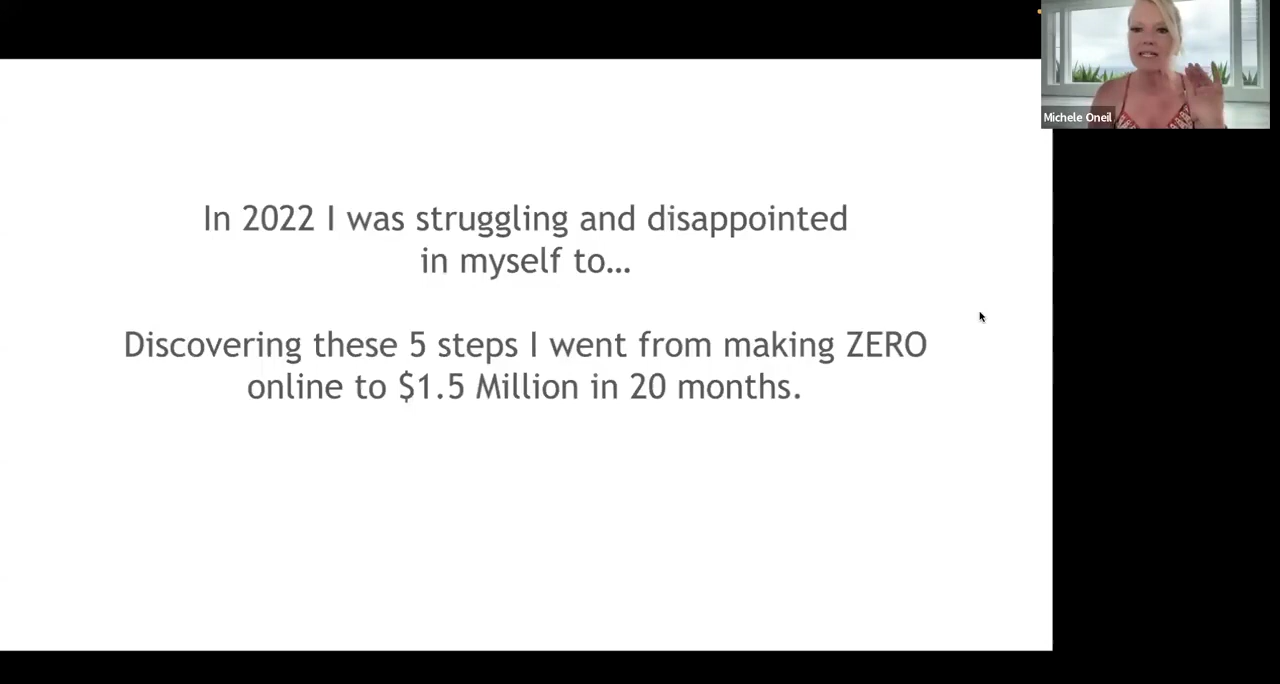 Michele Oneil
In 2022 I was struggling and disappointed
in myself to...
Discovering these 5 steps I went from making ZERO
online to $1.5 Million in 20 months.